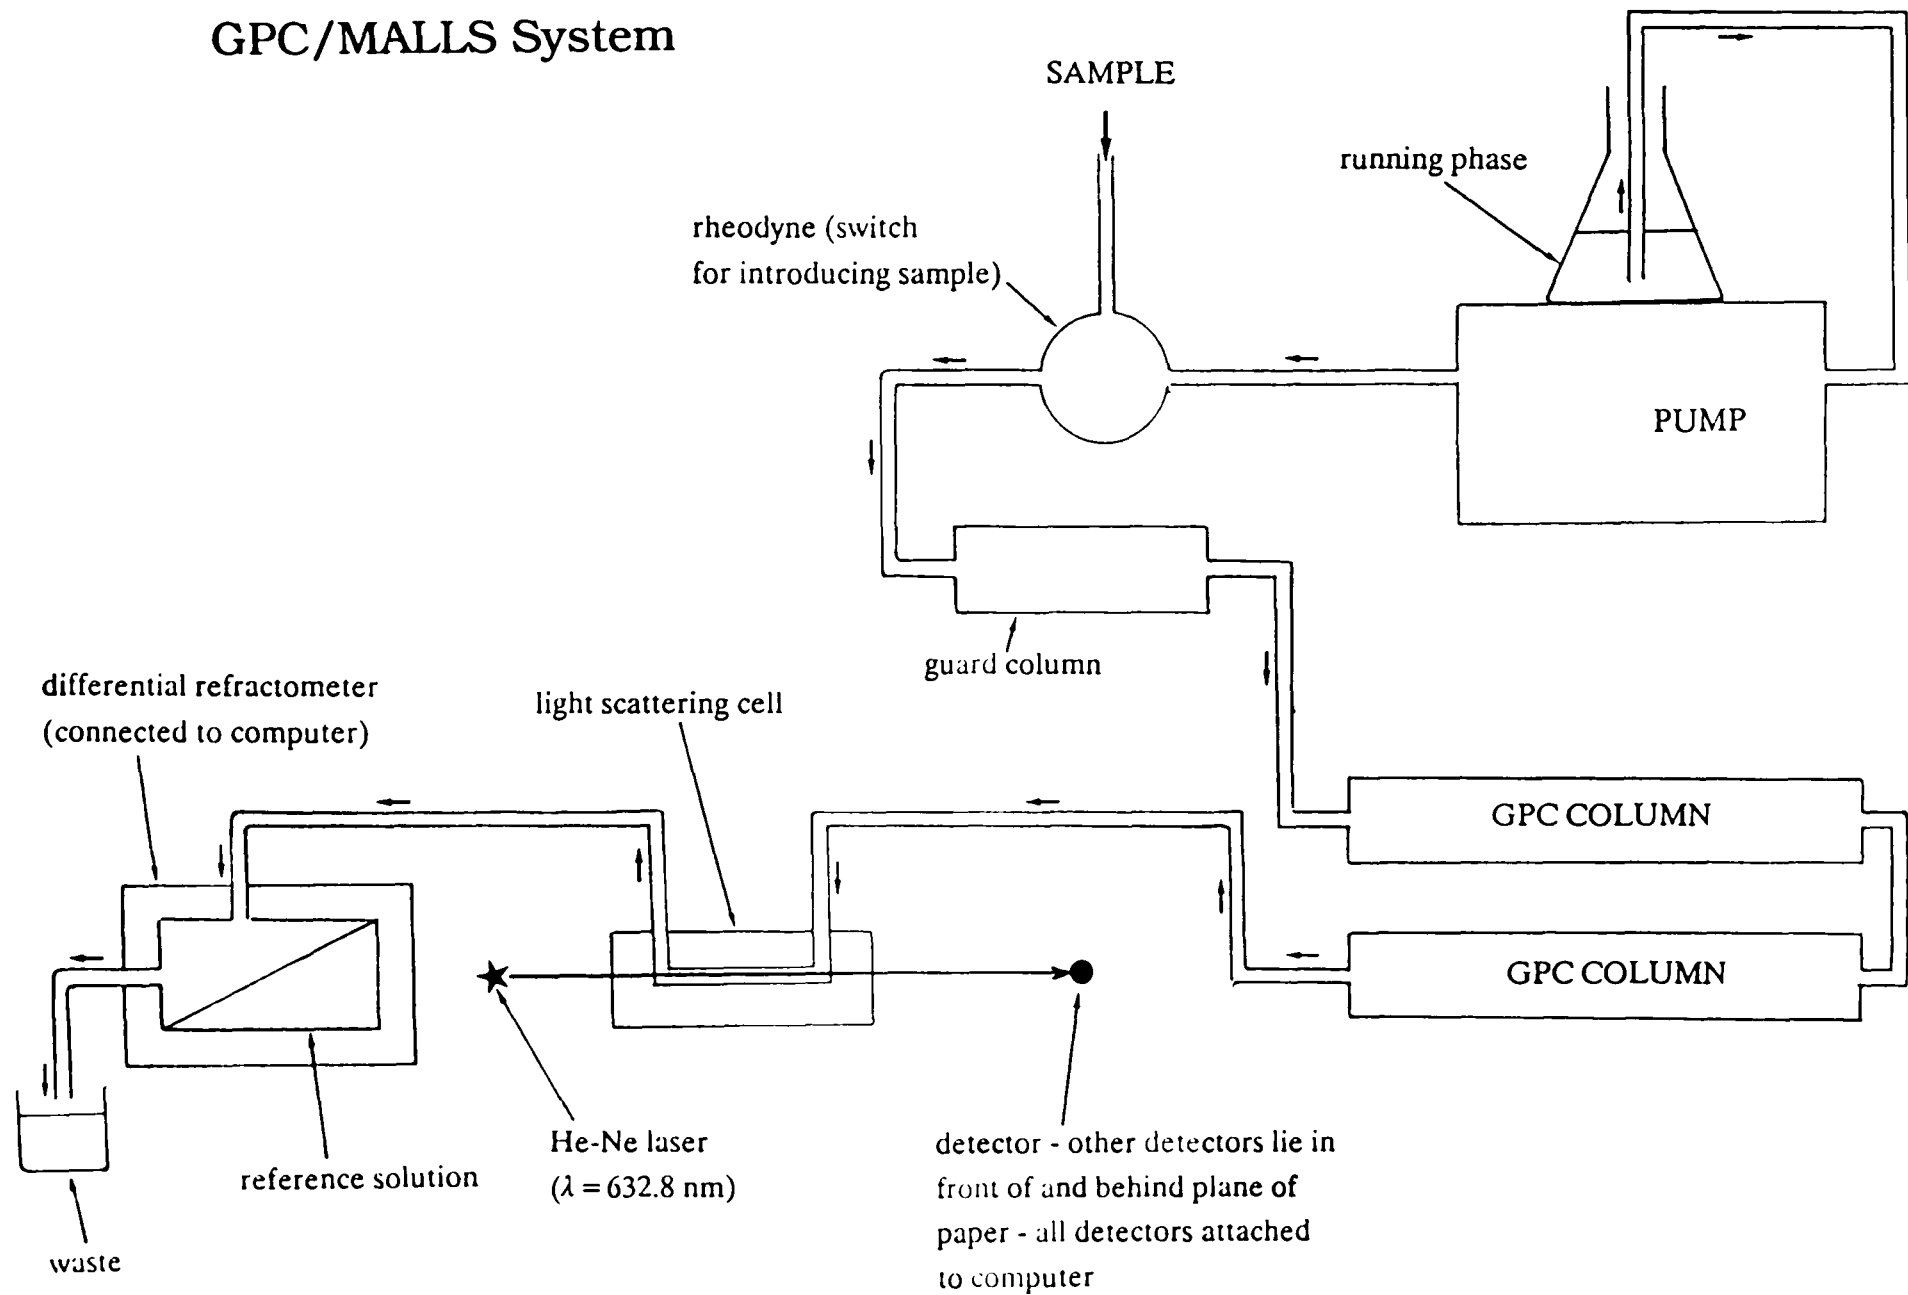 GPC/MALLS System
SAMPLE
running phase
rheodyne (switch
for introducing sample)
PUMP
guard column
differential refractometer
(connected to computer)
light scattering cell
GPC COLUMN
GPC COLUMN
He-Ne laser
(λ = 632.8 nm)
detector - other detectors lie in
front of and behind plane of
paper - all detectors attached
to computer
reference solution
waste